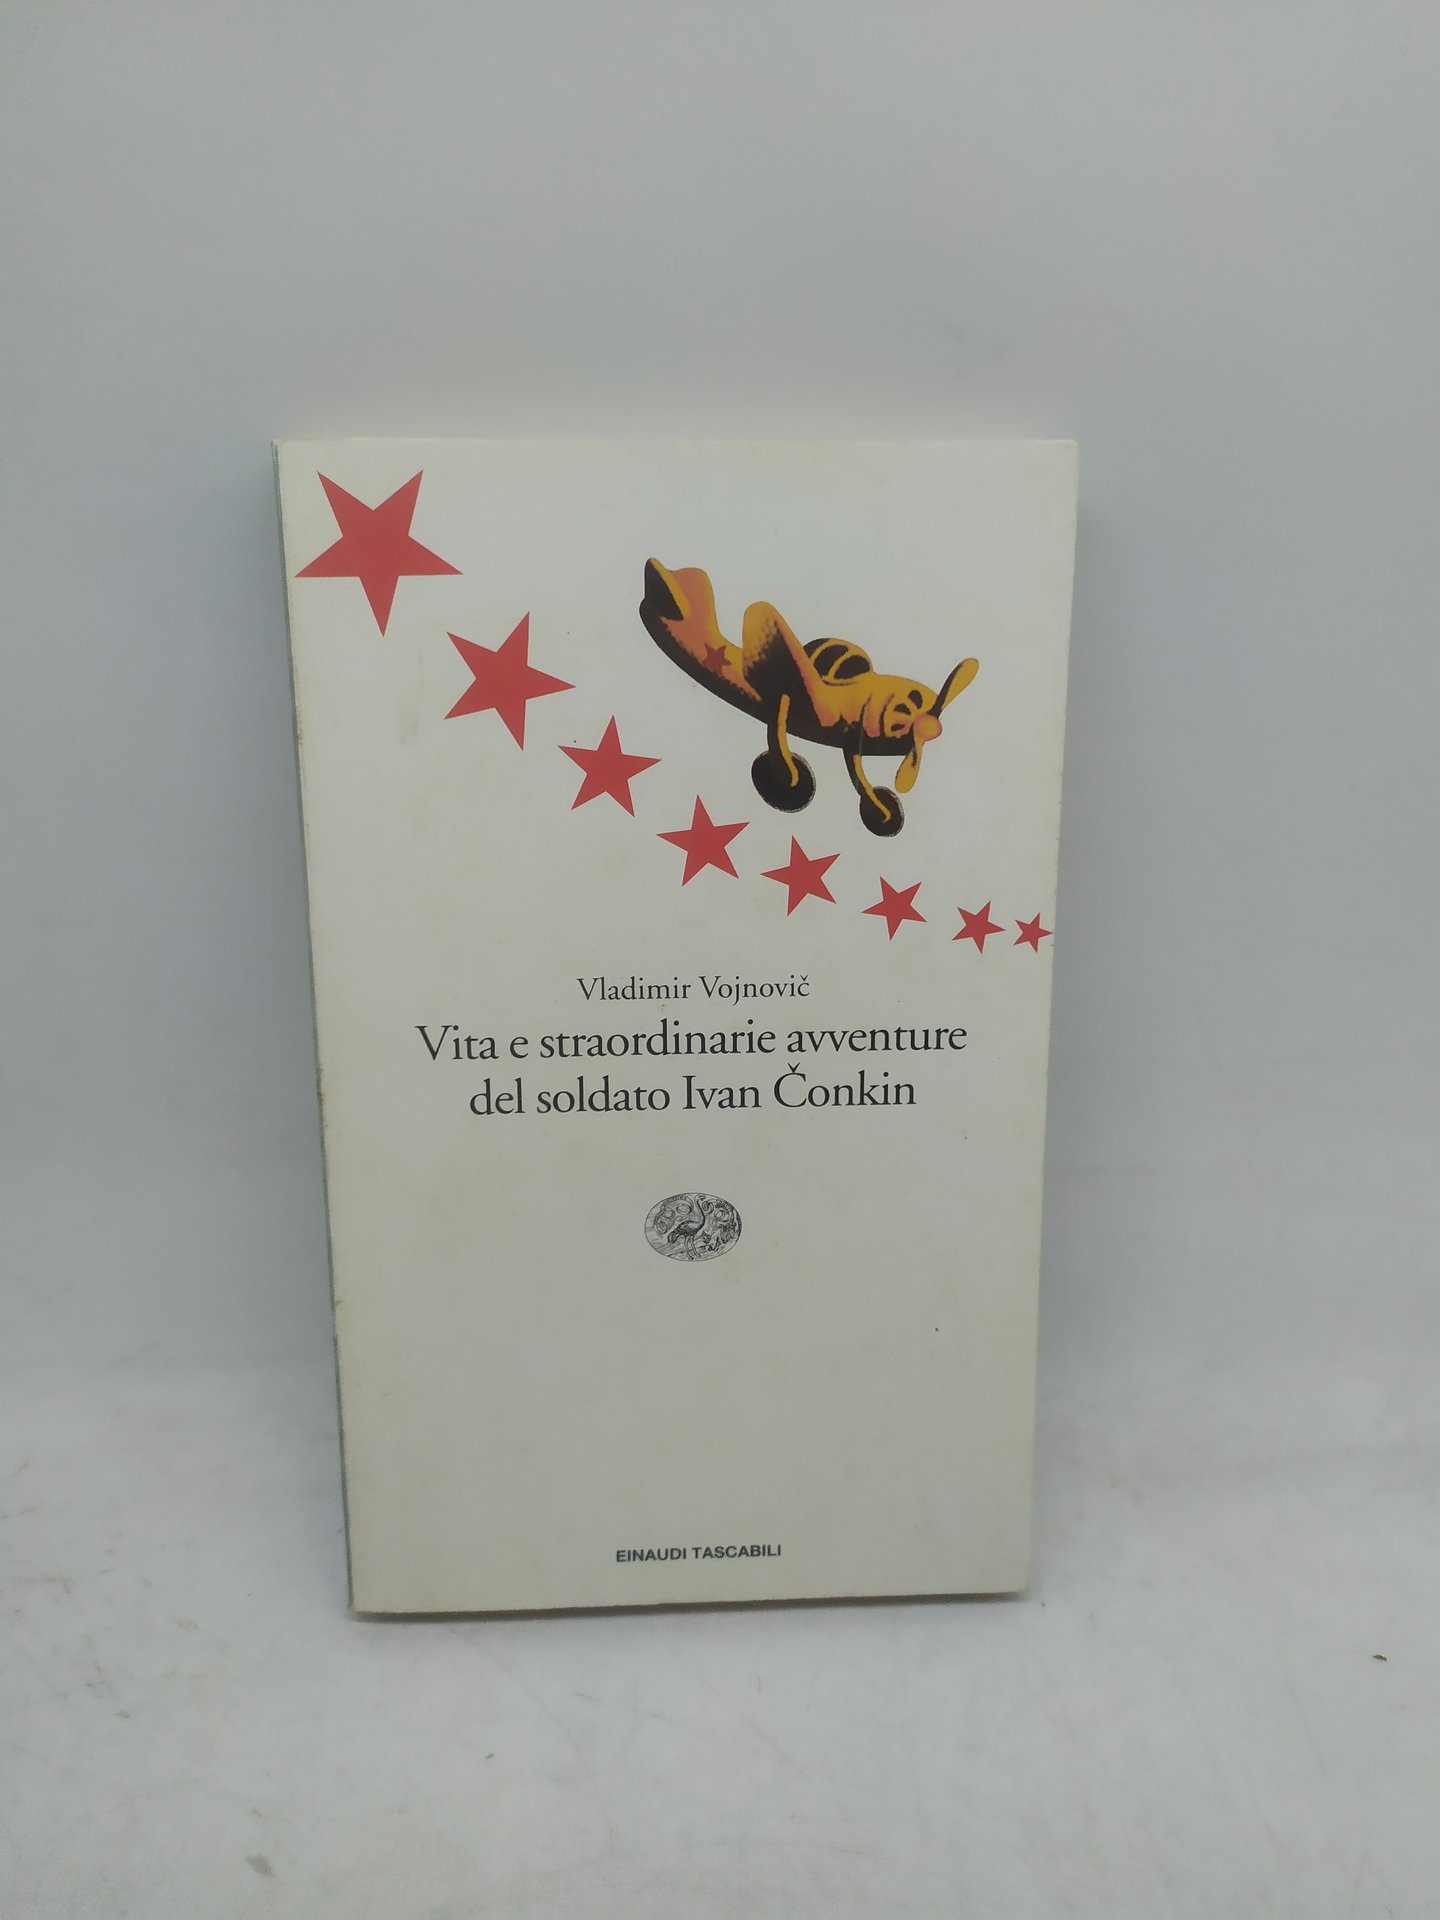 Vladimir Vojnovič
Vita e straordinarie avventure
del soldato Ivan Čonkin
EINAUDI TASCABILI